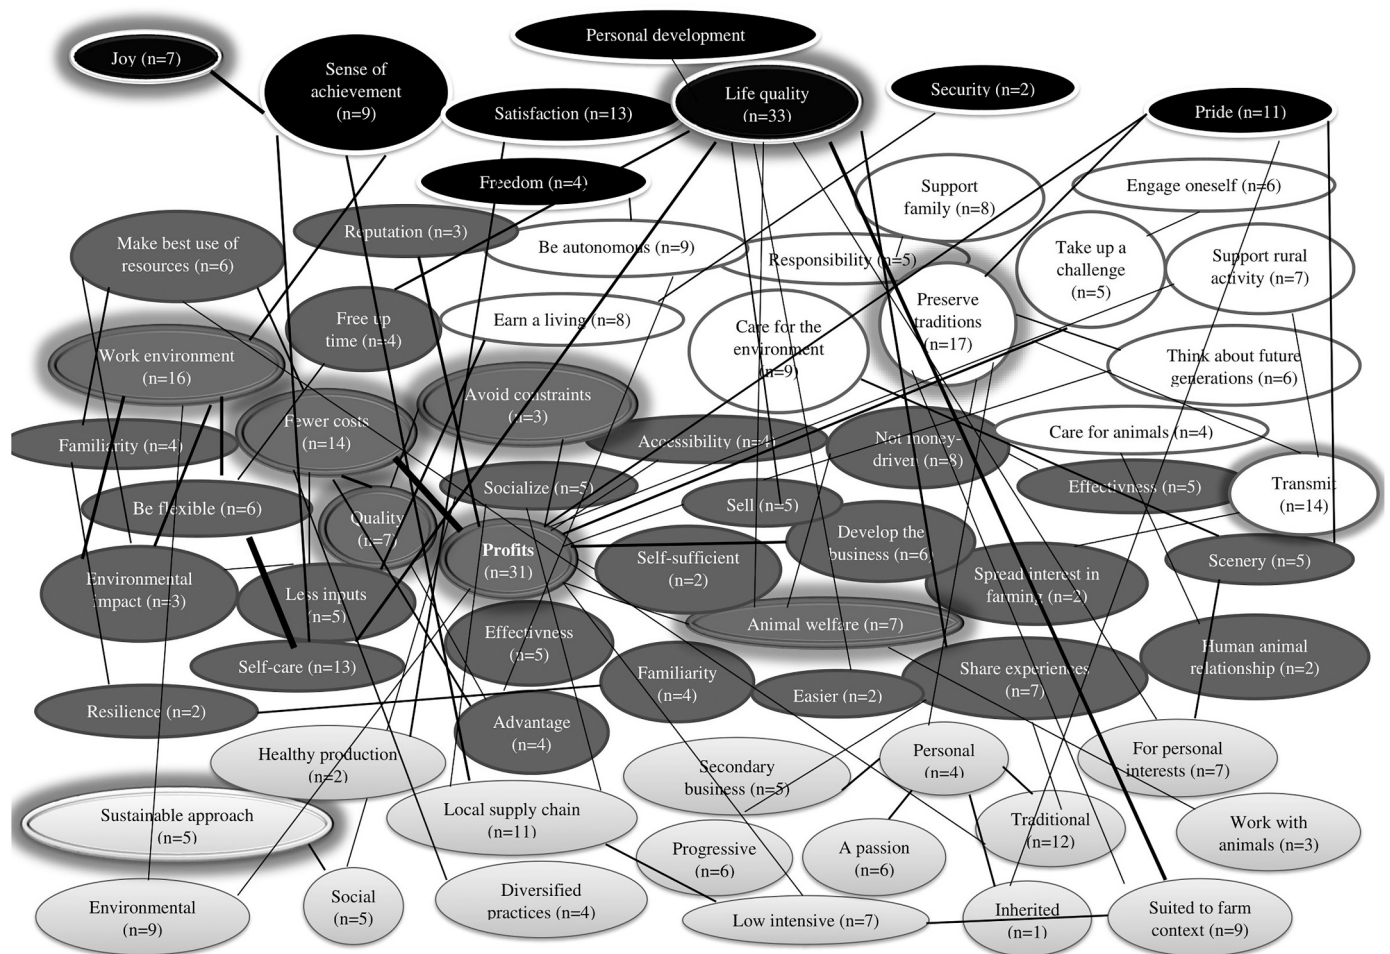 Personal development
Joy (n=7)
Sense of
achievement
(n=9)
Satisfaction (n=13)
Life quality
(n=33)
Security (n=2)
Pride (n=11)
Freedom (n=4)
Support
family (n=8)
Engage oneself (n=6)
Make best use of
resources (n=6)
Reputation (n=3)
Be autonomous (n=9)
Responsibility (n=5)
Take up a
challenge
(n=5)
Support rural
activity (n=7)
Free up
time (n=4)
Earn a living (n=8)
Care for the
environment
(n=9)
Preserve
traditions
(n=17)
Work environment
(n=16)
Think about future
generations (n=6)
Fewer costs
(n=14)
Avoid constraints
(n=3)
Familiarity (n=4)
Accessibility (n=4)
Not money-
driven (n=8)
Care for animals (n=4)
Be flexible (n=6)
Quality
(n=7)
Socialize (n=5)
Sell (n=5)
Effectivness (n=5)
Transmit
(n=14)
Profits
(n=31)
Self-sufficient
(n=2)
Develop the
business (n=6)
Scenery (n=5)
Environmental
impact (n=3)
Less inputs
(n=5)
Spread interest in
farming (n=2)
Animal welfare (n=7)
Self-care (n=13)
Effectivness
(n=5)
Familiarity
(n=4)
Easier (n=2)
Share experiences
(n=7)
Human animal
relationship (n=2)
Resilience (n=2)
Advantage
(n=4)
Healthy production
(n=2)
Secondary
business (n=5)
Personal
(n=4)
For personal
interests (n=7)
Sustainable approach
(n=5)
Local supply chain
(n=11)
Progressive
(n=6)
A passion
(n=6)
Traditional
(n=12)
Work with
animals (n=3)
Environmental
(n=9)
Social
(n=5)
Diversified
practices (n=4)
Low intensive (n=7)
Inherited
(n=1)
Suited to farm
context (n=9)